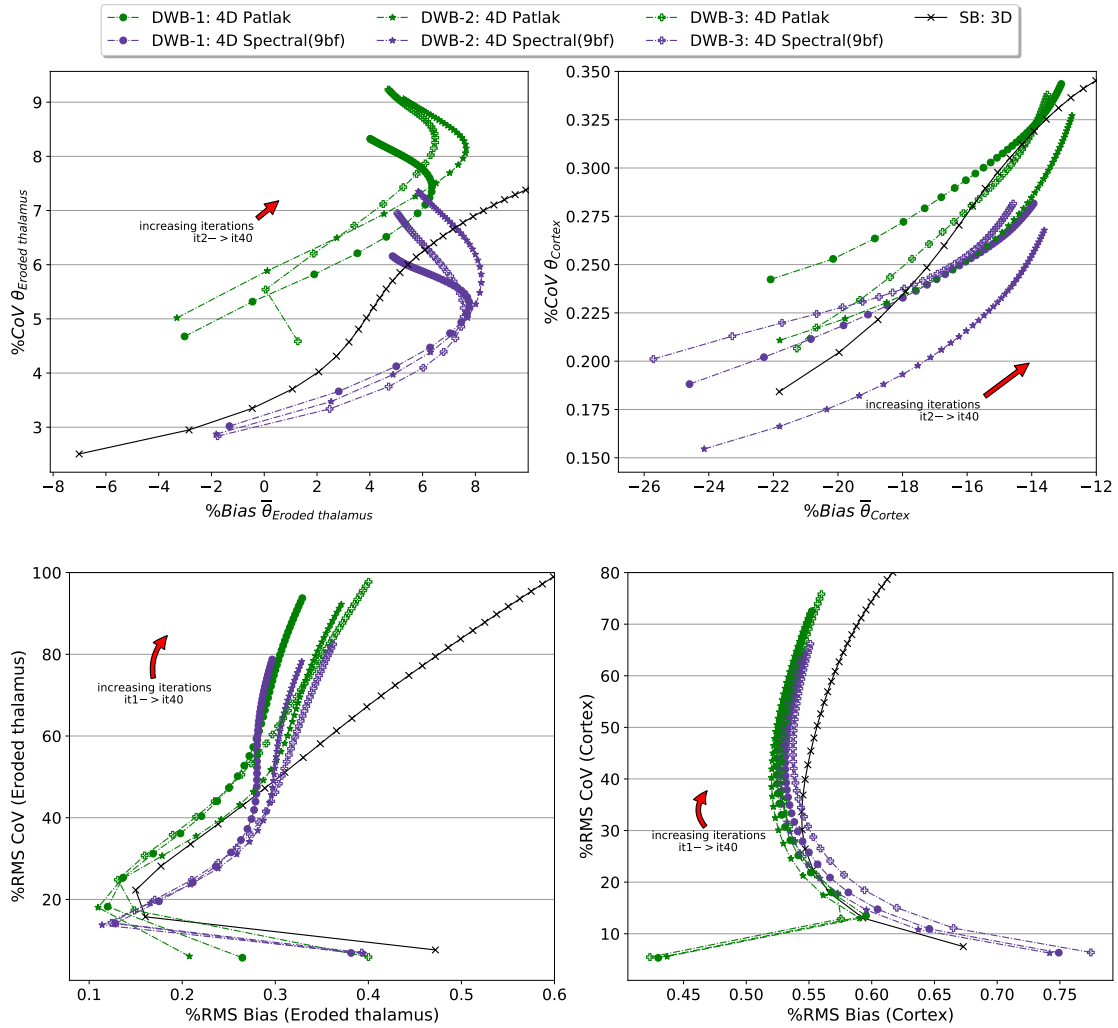 DWB-1: 4D Patlak
DWB-2: 4D Patlak
DWB-3: 4D Patlak
SB: 3D
DWB-1: 4D Spectral(9bf)
DWB-2: 4D Spectral(9bf)
DWB-3: 4D Spectral(9bf)
%CoV θ Eroded thalamus
9
8
7
6
5
4
3
increasing iterations
it2−>it40
−8 −6 −4 −2 0 2 4 6 8
%Bias θ̅ Eroded thalamus
%CoV θ Cortex
0.350
0.325
0.300
0.275
0.250
0.225
0.200
0.175
0.150
increasing iterations
it2−>it40
−26 −24 −22 −20 −18 −16 −14 −12
%Bias θ̅ Cortex
%RMS CoV (Eroded thalamus)
100
80
60
40
20
increasing iterations
it1−>it40
0.1 0.2 0.3 0.4 0.5 0.6
%RMS Bias (Eroded thalamus)
%RMS CoV (Cortex)
80
70
60
50
40
30
20
10
increasing iterations
it1−>it40
0.45 0.50 0.55 0.60 0.65 0.70 0.75
%RMS Bias (Cortex)